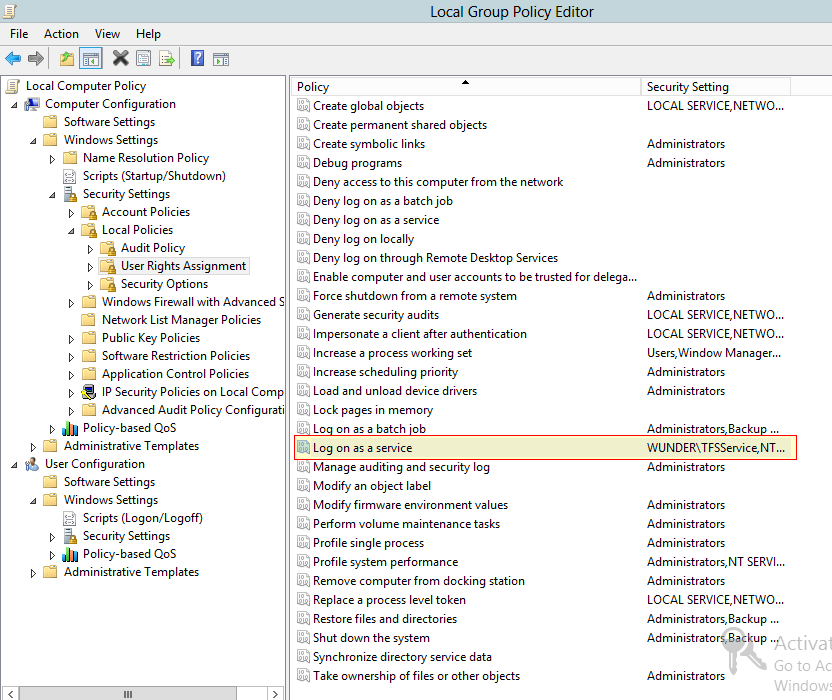 Local Group Policy Editor
File Action View Help
Local Computer Policy
Computer Configuration
Software Settings
Windows Settings
Name Resolution Policy
Scripts (Startup/Shutdown)
Security Settings
Account Policies
Local Policies
Audit Policy
User Rights Assignment
Security Options
Windows Firewall with Advanced S
Network List Manager Policies
Public Key Policies
Software Restriction Policies
Application Control Policies
IP Security Policies on Local Comp
Advanced Audit Policy Configurati
Policy-based QoS
Administrative Templates
User Configuration
Software Settings
Windows Settings
Scripts (Logon/Logoff)
Security Settings
Policy-based QoS
Administrative Templates
Policy Security Setting
Create global objects LOCAL SERVICE,NETWO...
Create permanent shared objects
Create symbolic links Administrators
Debug programs Administrators
Deny access to this computer from the network
Deny log on as a batch job
Deny log on as a service
Deny log on locally
Deny log on through Remote Desktop Services
Enable computer and user accounts to be trusted for delega...
Force shutdown from a remote system Administrators
Generate security audits LOCAL SERVICE,NETWO...
Impersonate a client after authentication LOCAL SERVICE,NETWO...
Increase a process working set Users,Window Manager...
Increase scheduling priority Administrators
Load and unload device drivers Administrators
Lock pages in memory
Log on as a batch job Administrators,Backup ...
Log on as a service WUNDER\TFSService,NT...
Manage auditing and security log Administrators
Modify an object label
Modify firmware environment values Administrators
Perform volume maintenance tasks Administrators
Profile single process Administrators
Profile system performance Administrators,NT SERVI...
Remove computer from docking station Administrators
Replace a process level token LOCAL SERVICE,NETWO...
Restore files and directories Administrators,Backup ...
Shut down the system Administrators,Backup ...
Synchronize directory service data
Take ownership of files or other objects Administrators
Activat
Go to Ac
Windows